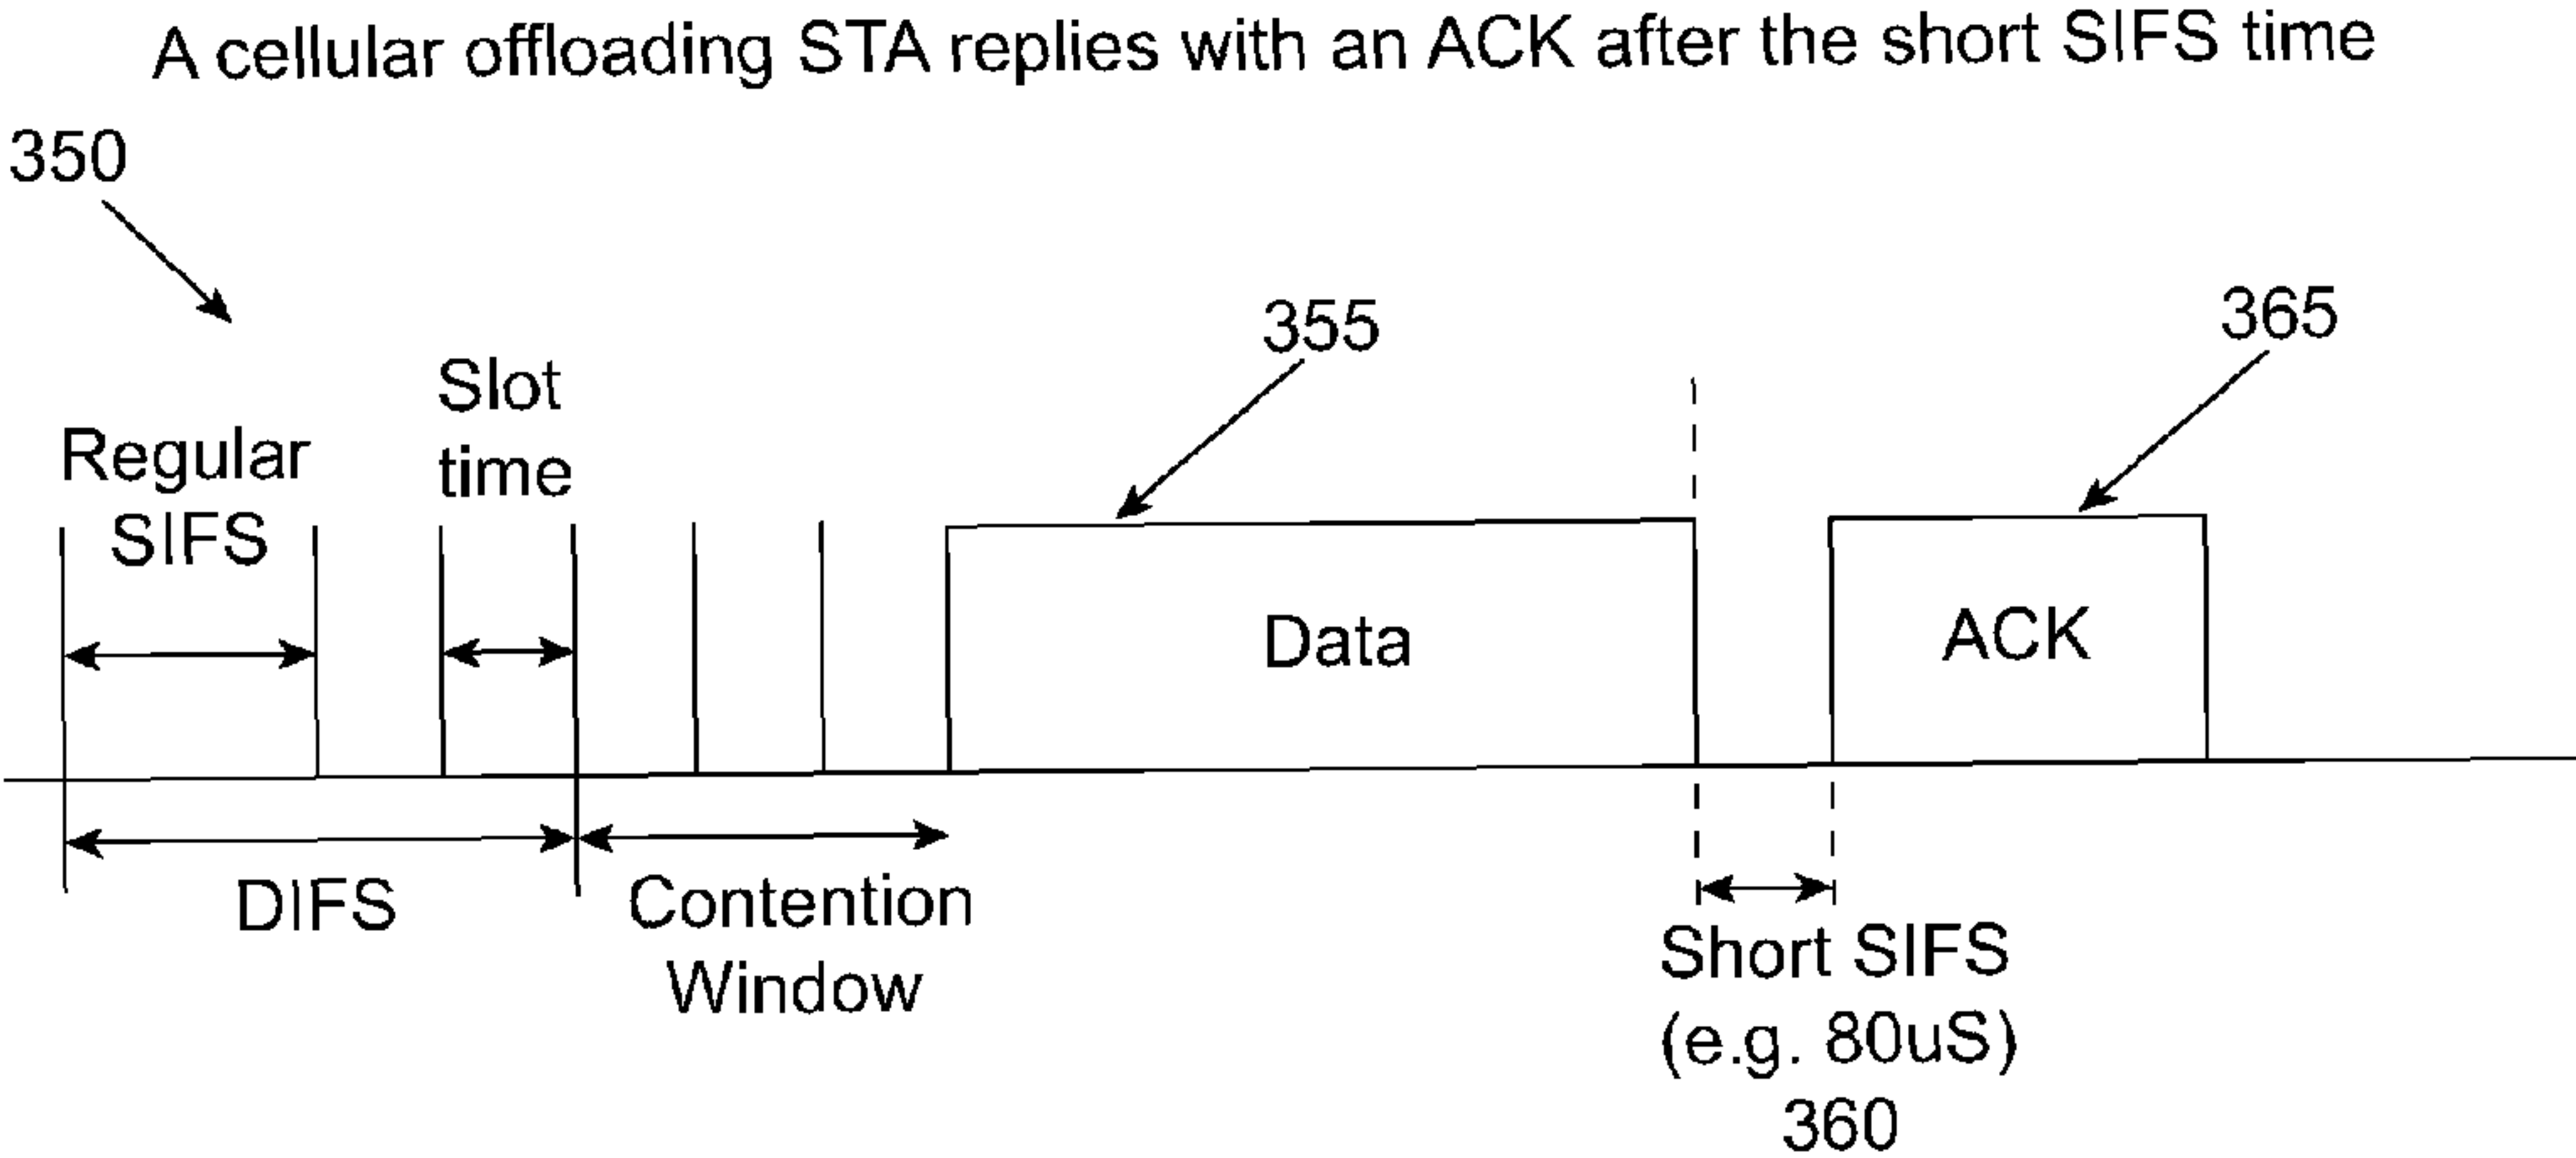 A cellular offloading STA replies with an ACK after the short SIFS time
350
355
365
Slot
time
Regular
SIFS
Data
ACK
DIFS
Contention
Window
Short SIFS
(e.g. 80uS)
360